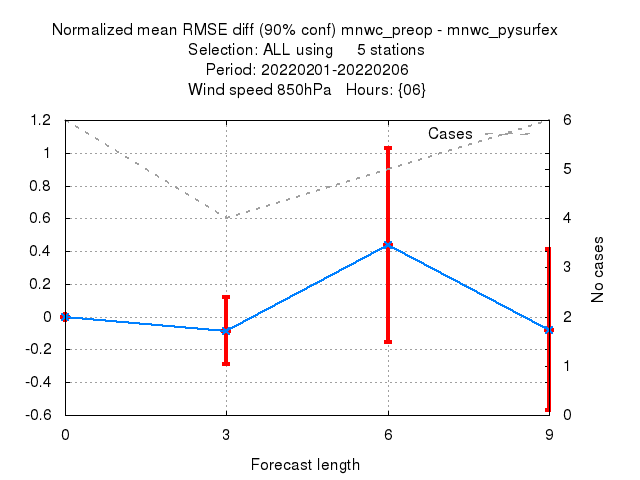 Normalized mean RMSE diff (90% conf) mnwc_preop - mnwc_pysurfex
Selection: ALL using 5 stations
Period: 20220201-20220206
Wind speed 850hPa Hours: {06}
1.2
1
0.8
0.6
0.4
0.2
0
-0.2
-0.4
-0.6
Cases
6
5
4
3
2
1
0
No cases
0 3 6 9
Forecast length